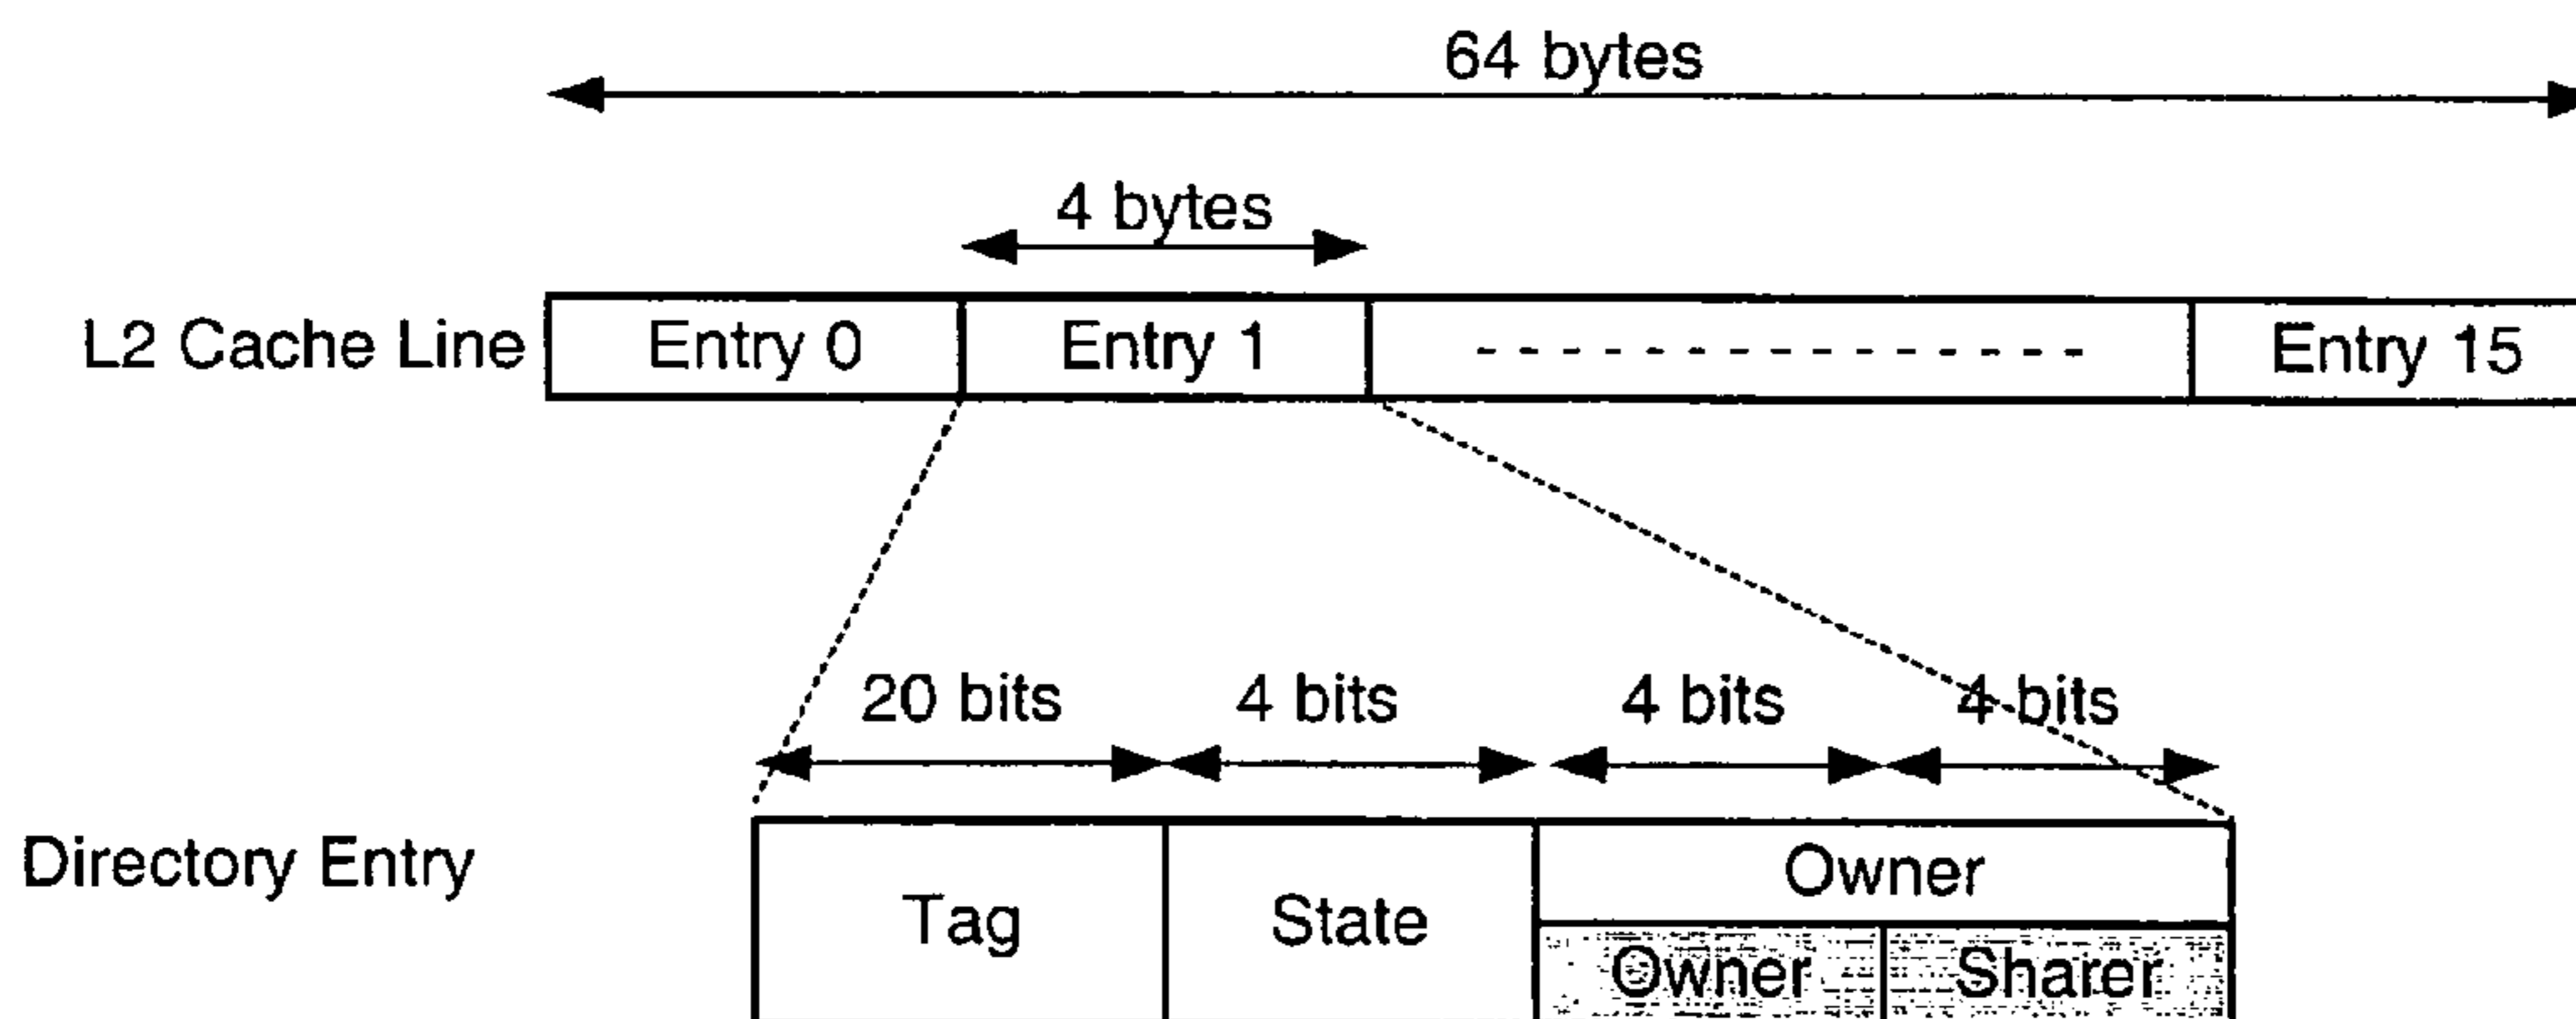 64 bytes
4 bytes
L2 Cache Line Entry 0 Entry 1 Entry 15
20 bits 4 bits 4 bits 4 bits
Directory Entry Tag State Owner
Owner Sharer